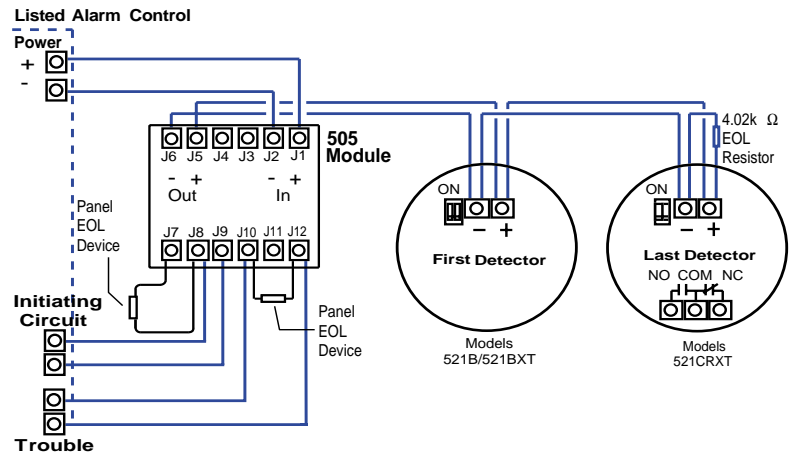 Listed Alarm Control
Power
+
-
J6 J5 J4 J3 J2 J1
- + - +
Out In
505
Module
J7 J8 J9 J10 J11 J12
Panel
EOL
Device
Panel
EOL
Device
Initiating
Circuit
Trouble
ON
- +
First Detector
Models
521B/521BXT
4.02k Ω
EOL
Resistor
ON
- +
Last Detector
NO COM NC
Models
521CRXT